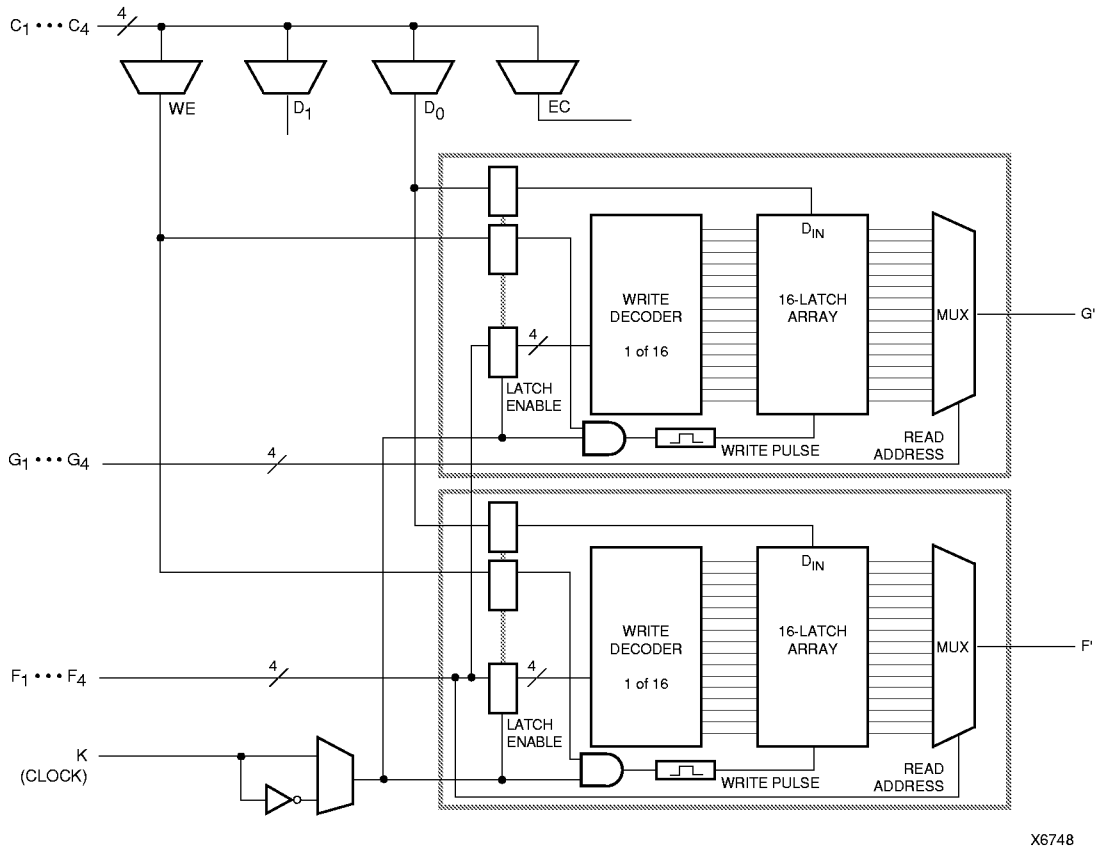 C1 ••• C4
4
WE
D1
D0
EC
DIN
WRITE
DECODER
1 of 16
16-LATCH
ARRAY
MUX
G'
4
LATCH
ENABLE
WRITE PULSE
READ
ADDRESS
G1 ••• G4
4
DIN
WRITE
DECODER
1 of 16
16-LATCH
ARRAY
MUX
F'
F1 ••• F4
4
4
LATCH
ENABLE
WRITE PULSE
READ
ADDRESS
K
(CLOCK)
X6748